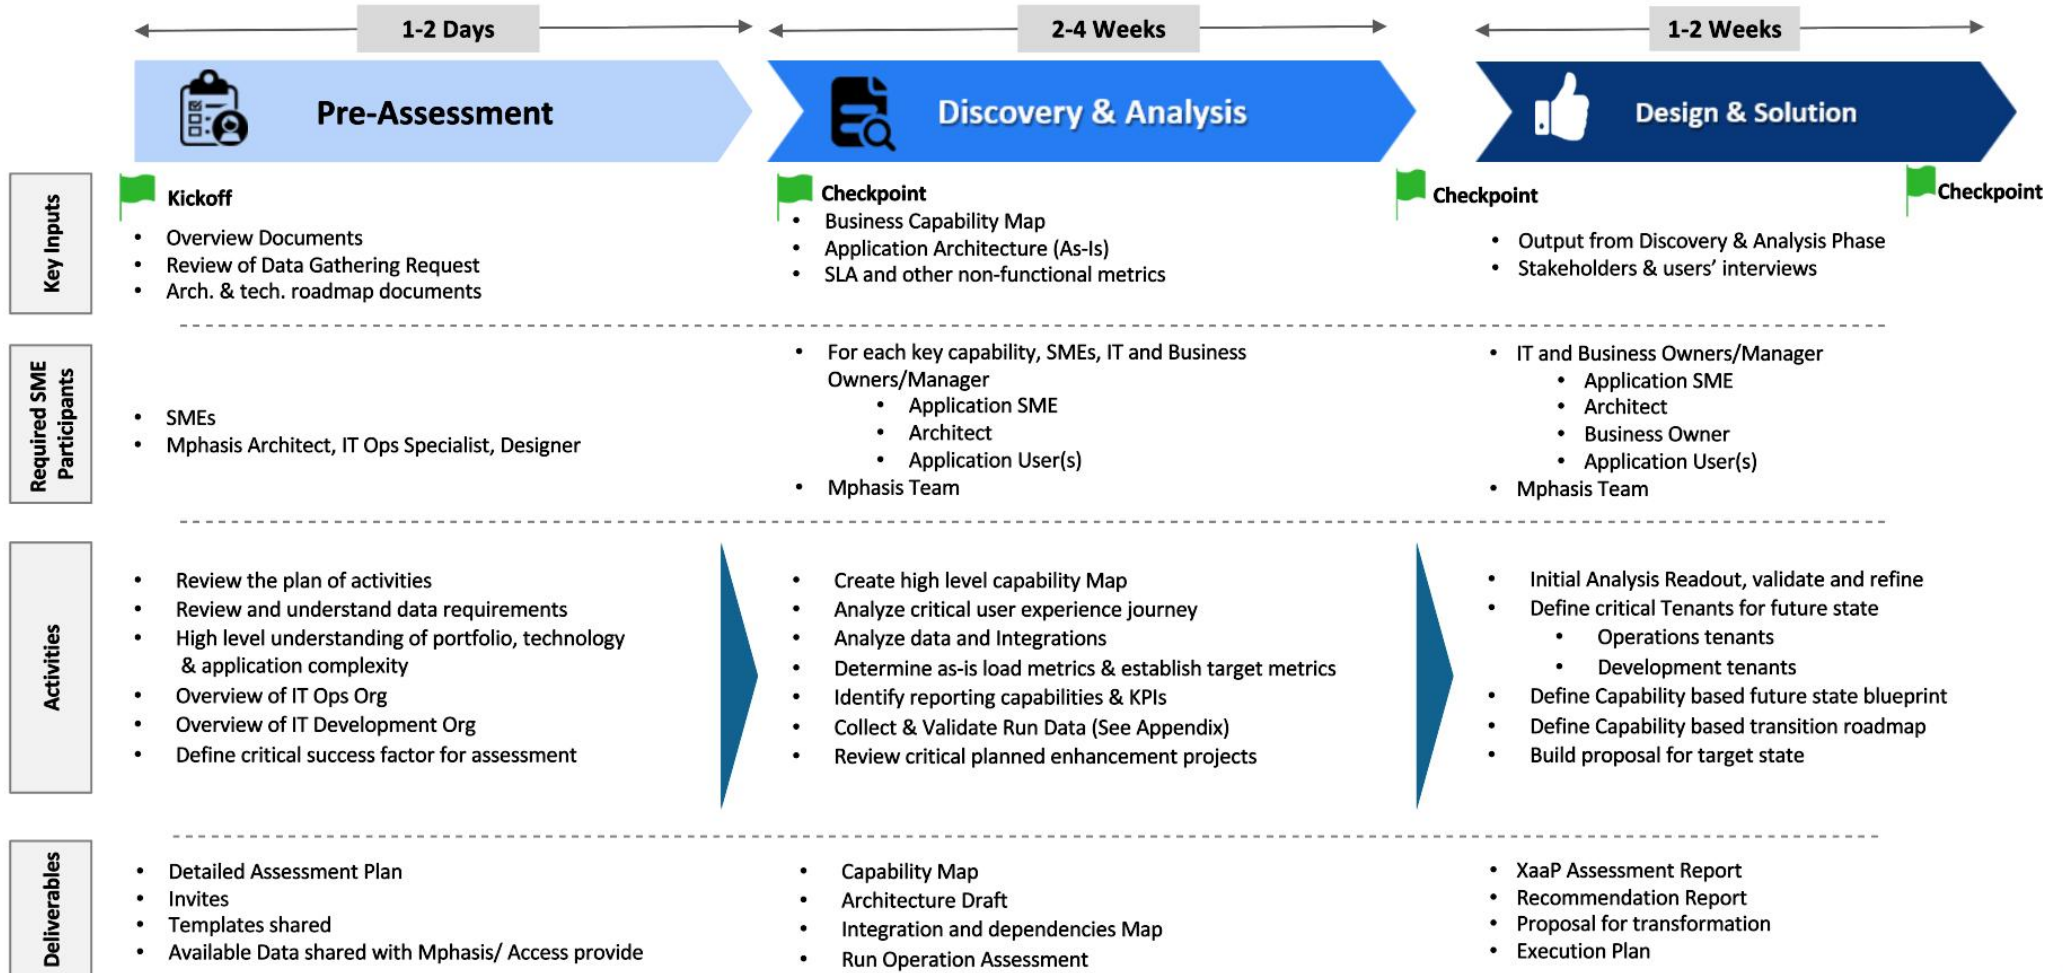 1-2 Days
2-4 Weeks
1-2 Weeks
Pre-Assessment
Discovery & Analysis
Design & Solution
Key Inputs
Kickoff
• Overview Documents
• Review of Data Gathering Request
• Arch. & tech. roadmap documents
Checkpoint
• Business Capability Map
• Application Architecture (As-Is)
• SLA and other non-functional metrics
Checkpoint
• Output from Discovery & Analysis Phase
• Stakeholders & users' interviews
Checkpoint
Required SME
Participants
• SMEs
• Mphasis Architect, IT Ops Specialist, Designer
• For each key capability, SMEs, IT and Business
Owners/Manager
• Application SME
• Architect
• Application User(s)
• Mphasis Team
• IT and Business Owners/Manager
• Application SME
• Architect
• Business Owner
• Application User(s)
• Mphasis Team
Activities
• Review the plan of activities
• Review and understand data requirements
• High level understanding of portfolio, technology
& application complexity
• Overview of IT Ops Org
• Overview of IT Development Org
• Define critical success factor for assessment
• Create high level capability Map
• Analyze critical user experience journey
• Analyze data and Integrations
• Determine as-is load metrics & establish target metrics
• Identify reporting capabilities & KPIs
• Collect & Validate Run Data (See Appendix)
• Review critical planned enhancement projects
• Initial Analysis Readout, validate and refine
• Define critical Tenants for future state
• Operations tenants
• Development tenants
• Define Capability based future state blueprint
• Define Capability based transition roadmap
• Build proposal for target state
Deliverables
• Detailed Assessment Plan
• Invites
• Templates shared
• Available Data shared with Mphasis/ Access provide
• Capability Map
• Architecture Draft
• Integration and dependencies Map
• Run Operation Assessment
• XaaP Assessment Report
• Recommendation Report
• Proposal for transformation
• Execution Plan